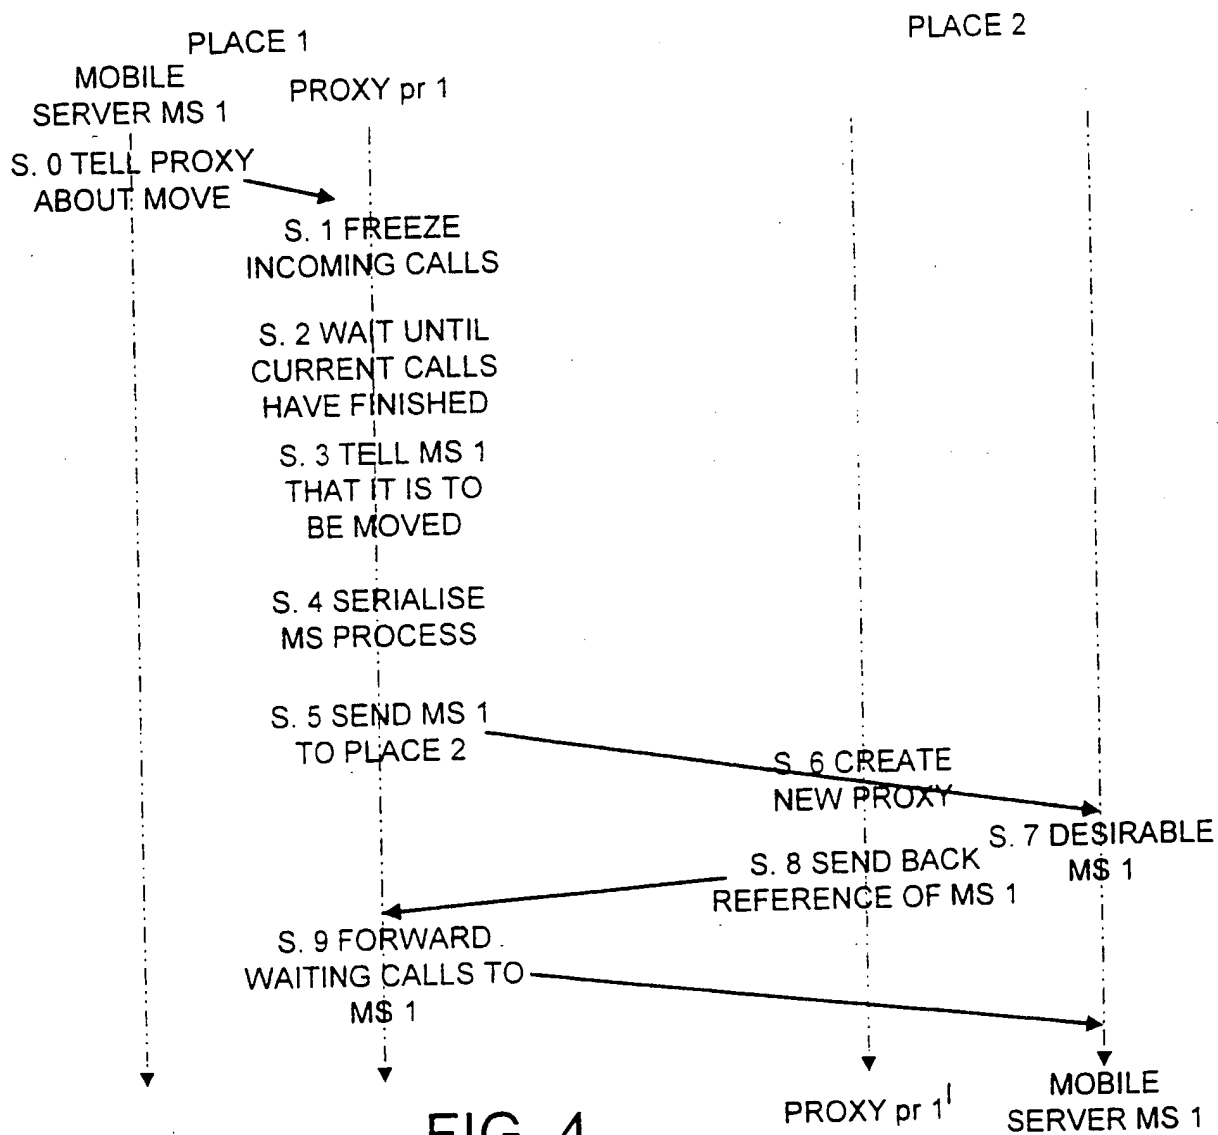 PLACE 1
PLACE 2
MOBILE
SERVER MS 1
PROXY pr 1
S. 0 TELL PROXY
ABOUT MOVE
S. 1 FREEZE
INCOMING CALLS
S. 2 WAIT UNTIL
CURRENT CALLS
HAVE FINISHED
S. 3 TELL MS 1
THAT IT IS TO
BE MOVED
S. 4 SERIALISE
MS PROCESS
S. 5 SEND MS 1
TO PLACE 2
S. 6 CREATE
NEW PROXY
S. 7 DESIRABLE
MS 1
S. 8 SEND BACK
REFERENCE OF MS 1
S. 9 FORWARD
WAITING CALLS TO
MS 1
PROXY pr 1'
MOBILE
SERVER MS 1
FIG. 4